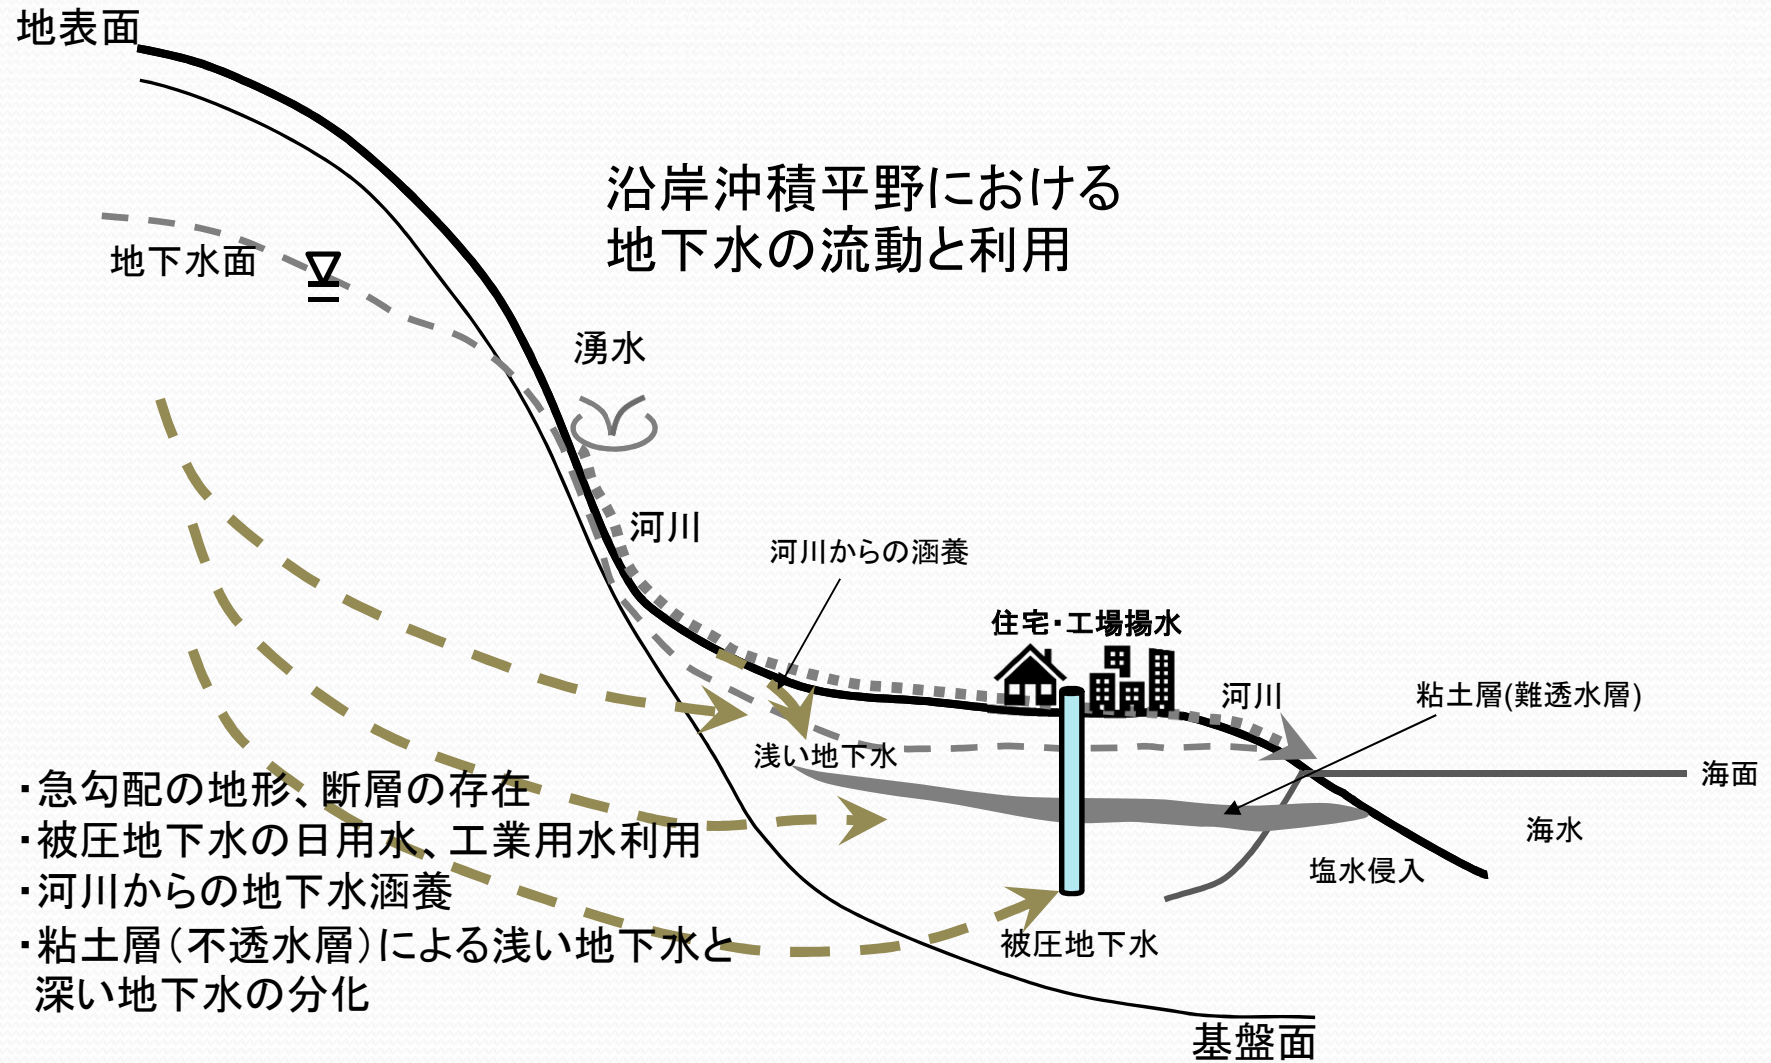 地表面
沿岸沖積平野における
地下水の流動と利用
地下水面
湧水
河川
河川からの涵養
住宅・工場揚水
河川
粘土層(難透水層)
浅い地下水
海面
海水
塩水侵入
・急勾配の地形、断層の存在
・被圧地下水の日用水、工業用水利用
・河川からの地下水涵養
・粘土層（不透水層）による浅い地下水と
深い地下水の分化
被圧地下水
基盤面